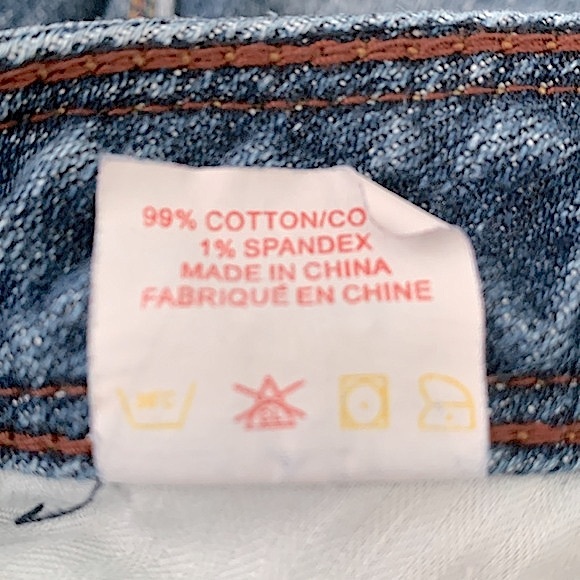 99% COTTON/CO
1% SPANDEX
MADE IN CHINA
FABRIQUÉ EN CHINE